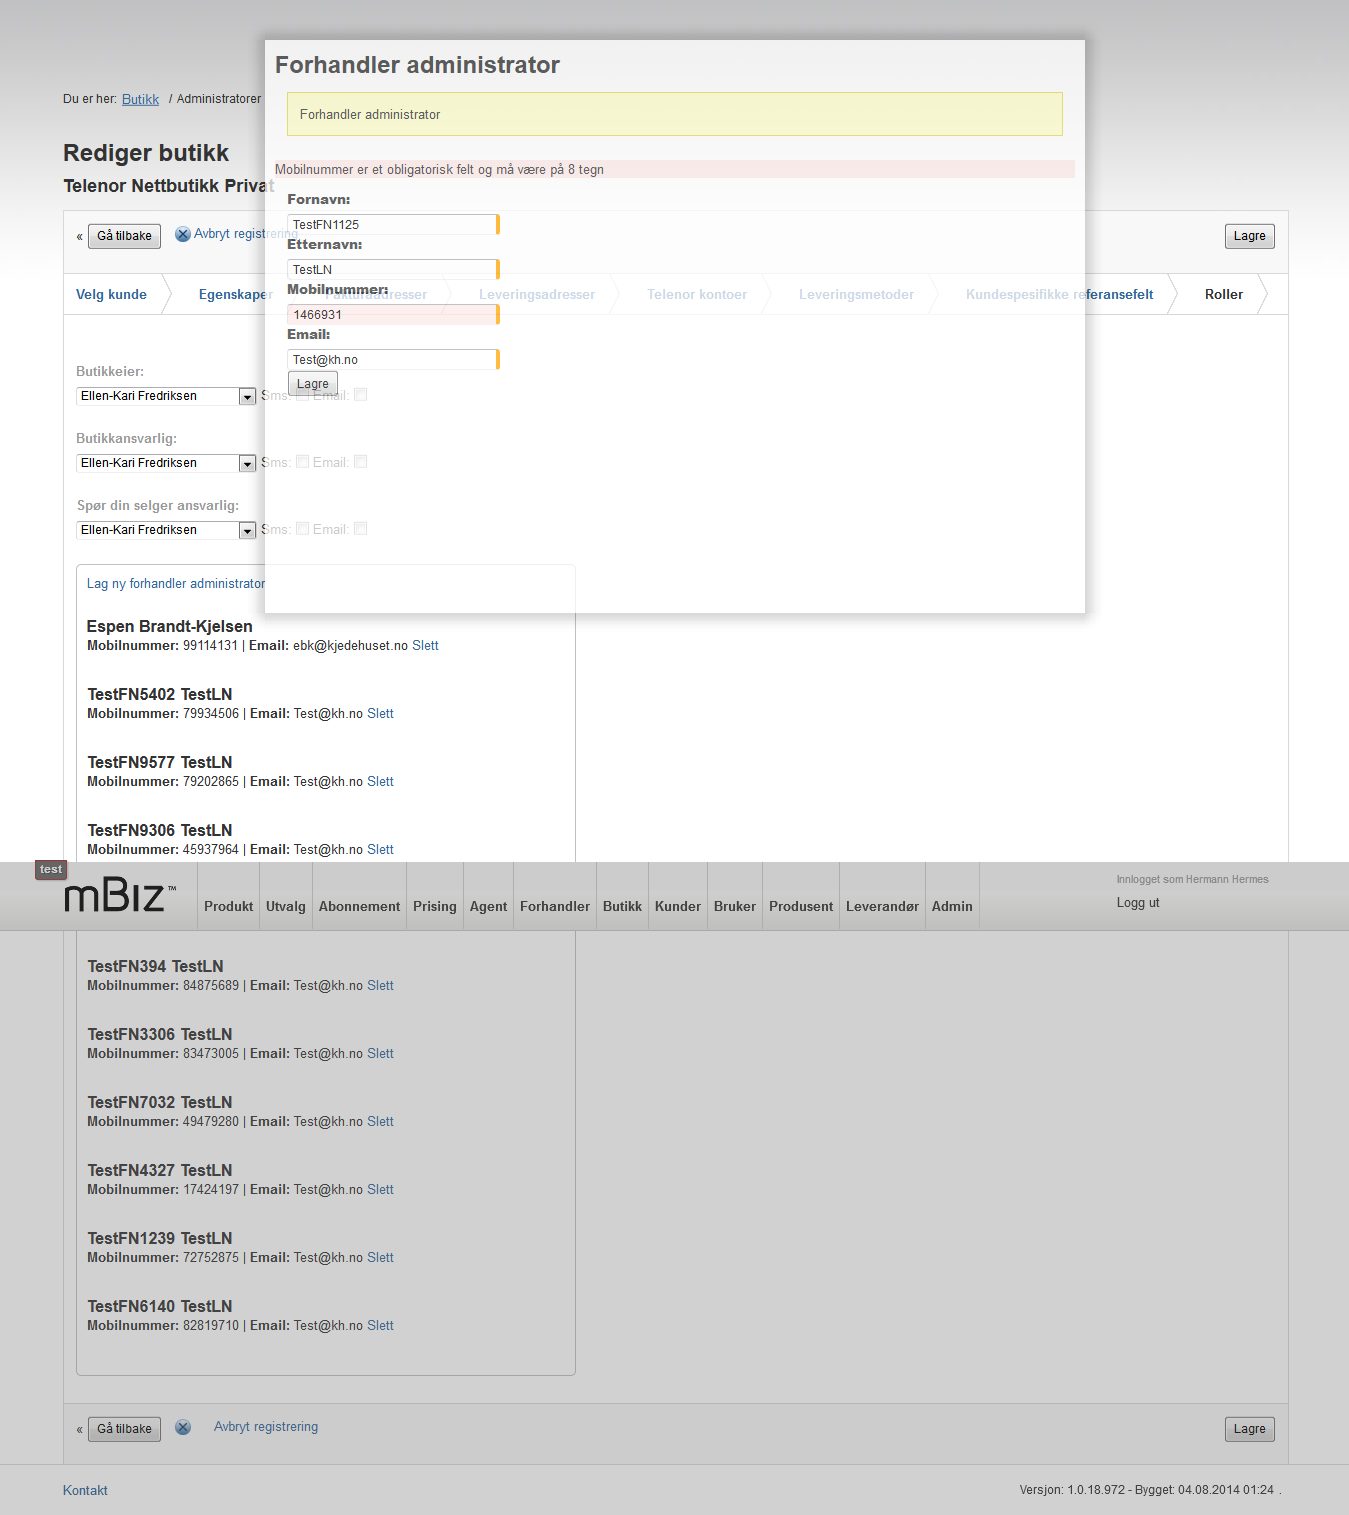 Forhandler administrator
Forhandler administrator
Du er her: Butikk / Administratorer
Rediger butikk
Telenor Nettbutikk Privat
Mobilnummer er et obligatorisk felt og må være på 8 tegn
Fornavn:
TestFN1125
Etternavn:
TestLN
Mobilnummer:
1466931
Email:
Test@kh.no
Lagre
« Gå tilbake Avbryt registrering Lagre
Velg kunde Egenskaper Fakturaadresser Leveringsadresser Telenor kontoer Leveringsmetoder Kundespesifikke referansefelt Roller
Butikkeier:
Ellen-Kari Fredriksen Sms: Email:
Butikkansvarlig:
Ellen-Kari Fredriksen Sms: Email:
Spør din selger ansvarlig:
Ellen-Kari Fredriksen Sms: Email:
Lag ny forhandler administrator
Espen Brandt-Kjelsen
Mobilnummer: 99114131 | Email: ebk@kjedehuset.no Slett
TestFN5402 TestLN
Mobilnummer: 79934506 | Email: Test@kh.no Slett
TestFN9577 TestLN
Mobilnummer: 79202865 | Email: Test@kh.no Slett
TestFN9306 TestLN
Mobilnummer: 45937964 | Email: Test@kh.no Slett
test
mBiz™
Produkt Utvalg Abonnement Prising Agent Forhandler Butikk Kunder Bruker Produsent Leverandør Admin
Innlogget som Hermann Hermes
Logg ut
TestFN394 TestLN
Mobilnummer: 84875689 | Email: Test@kh.no Slett
TestFN3306 TestLN
Mobilnummer: 83473005 | Email: Test@kh.no Slett
TestFN7032 TestLN
Mobilnummer: 49479280 | Email: Test@kh.no Slett
TestFN4327 TestLN
Mobilnummer: 17424197 | Email: Test@kh.no Slett
TestFN1239 TestLN
Mobilnummer: 72752875 | Email: Test@kh.no Slett
TestFN6140 TestLN
Mobilnummer: 82819710 | Email: Test@kh.no Slett
« Gå tilbake Avbryt registrering Lagre
Kontakt
Versjon: 1.0.18.972 - Bygget: 04.08.2014 01:24 .